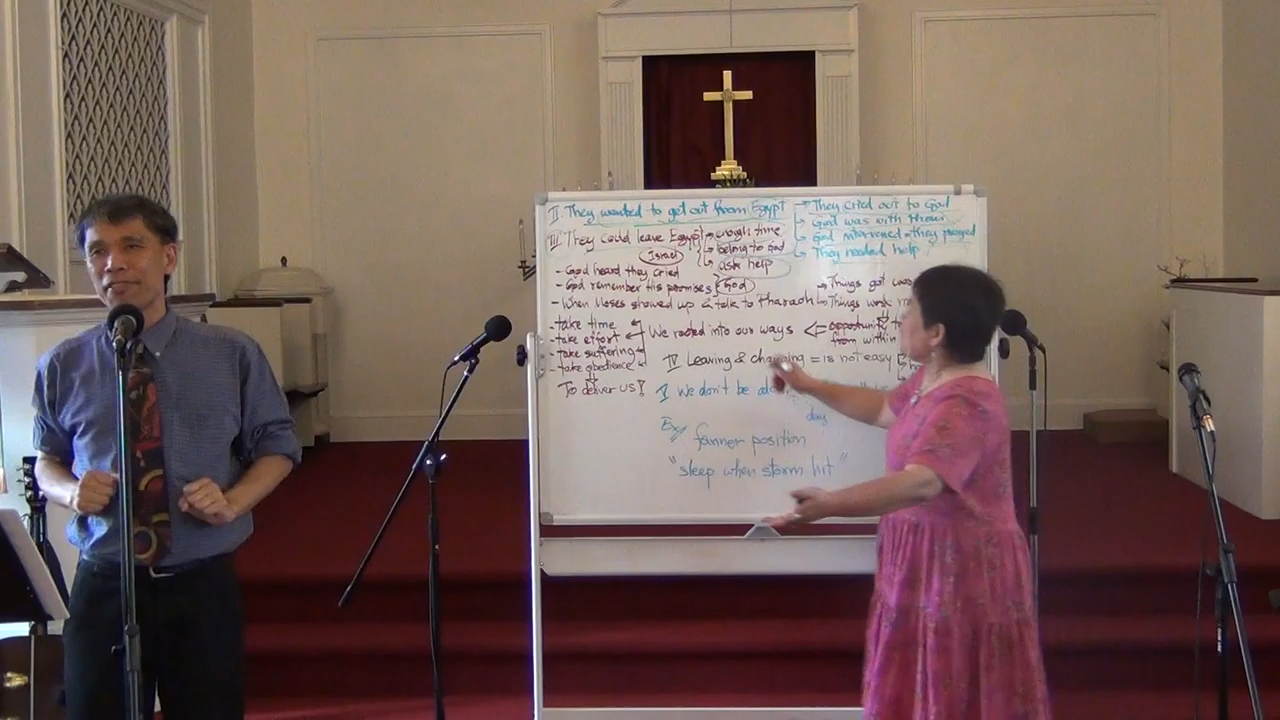 II. They wanted to get out from Egypt
→ They cried out to God
↳ God was with them
↳ God intervened = they prayed
↳ They needed help
III. They could leave Egypt
→ enough time
↳ belong to God
↳ ask help
Israel
- God heard they cried
- God remember His promises
God
- When Moses showed up & talk to Pharaoh
→ Things got
↳ Things work
- take time
- take effort
- take suffering
- take obedience
To deliver US!
We rooted into our ways
⇐ opportunity
from within
IV Leaving & changing = is not easy
V We don't be
day
Ex
fanner position
"sleep when storm hit"